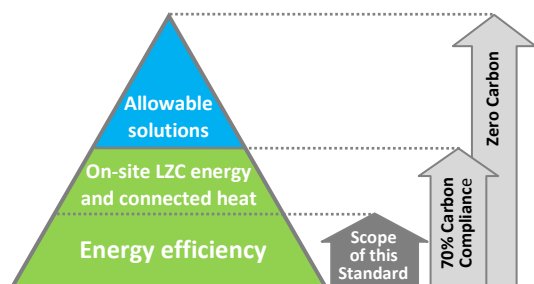 Allowable
solutions
On-site LZC energy
and connected heat
Energy efficiency
Scope
of this
Standard
70% Carbon
Compliance
Zero Carbon